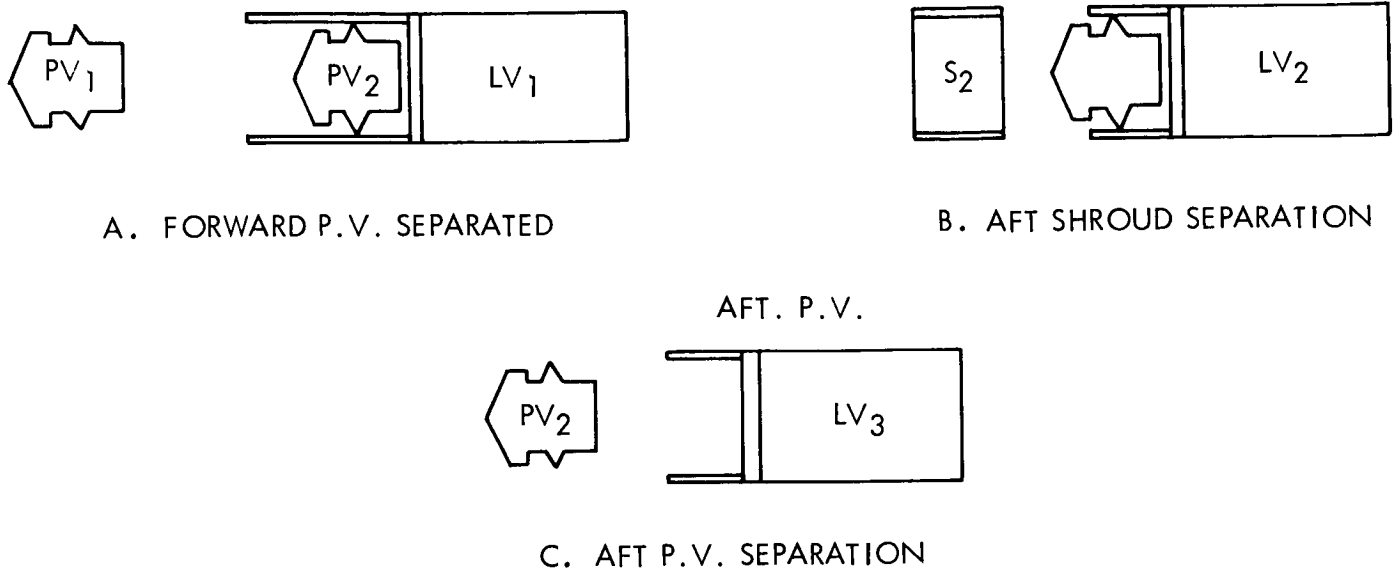 PV1
PV2
LV1
S2
LV2
A. FORWARD P.V. SEPARATED
B. AFT SHROUD SEPARATION
AFT. P.V.
PV2
LV3
C. AFT P.V. SEPARATION